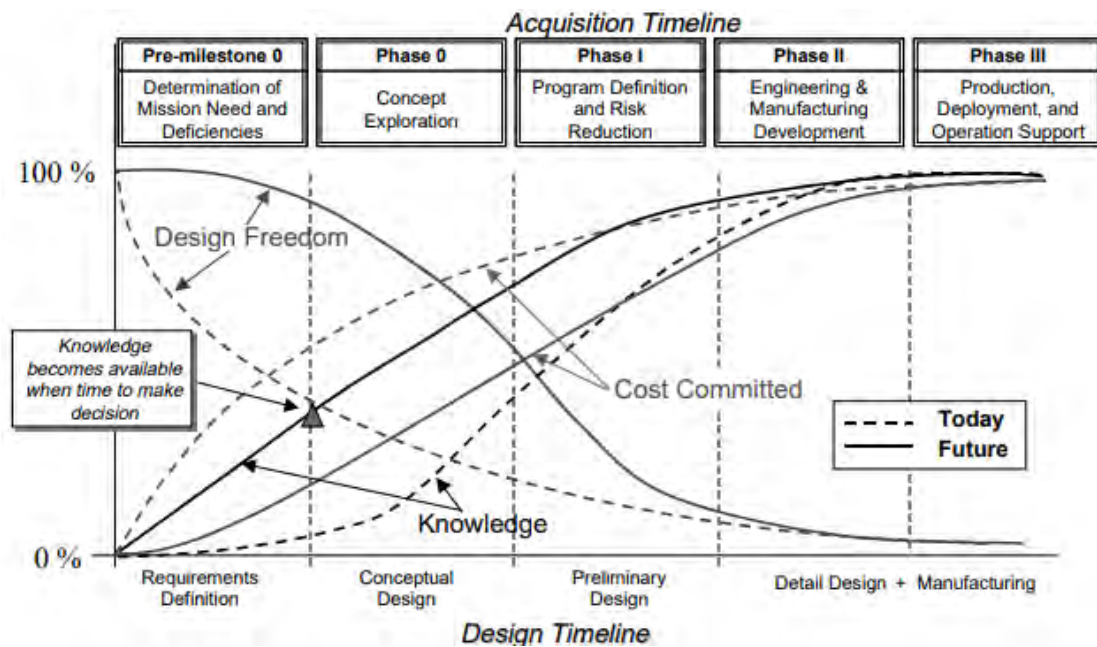 Acquisition Timeline
Pre-milestone 0
Determination of
Mission Need and
Deficiencies
Phase 0
Concept
Exploration
Phase I
Program Definition
and Risk
Reduction
Phase II
Engineering &
Manufacturing
Development
Phase III
Production,
Deployment, and
Operation Support
100 %
Design Freedom
Knowledge
becomes available
when time to make
decision
Cost Committed
Today
Future
Knowledge
0 %
Requirements
Definition
Conceptual
Design
Preliminary
Design
Detail Design + Manufacturing
Design Timeline